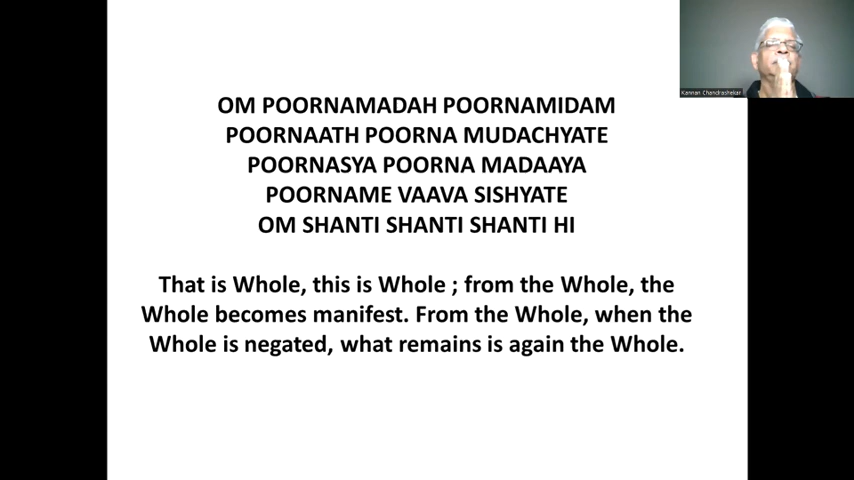 OM POORNAMADAH POORNAMIDAM
POORNAATH POORNA MUDACHYATE
POORNASYA POORNA MADAAYA
POORNAME VAAVA SISHYATE
OM SHANTI SHANTI SHANTI HI
That is Whole, this is Whole ; from the Whole, the
Whole becomes manifest. From the Whole, when the
Whole is negated, what remains is again the Whole.
Kannan Chandrashekar